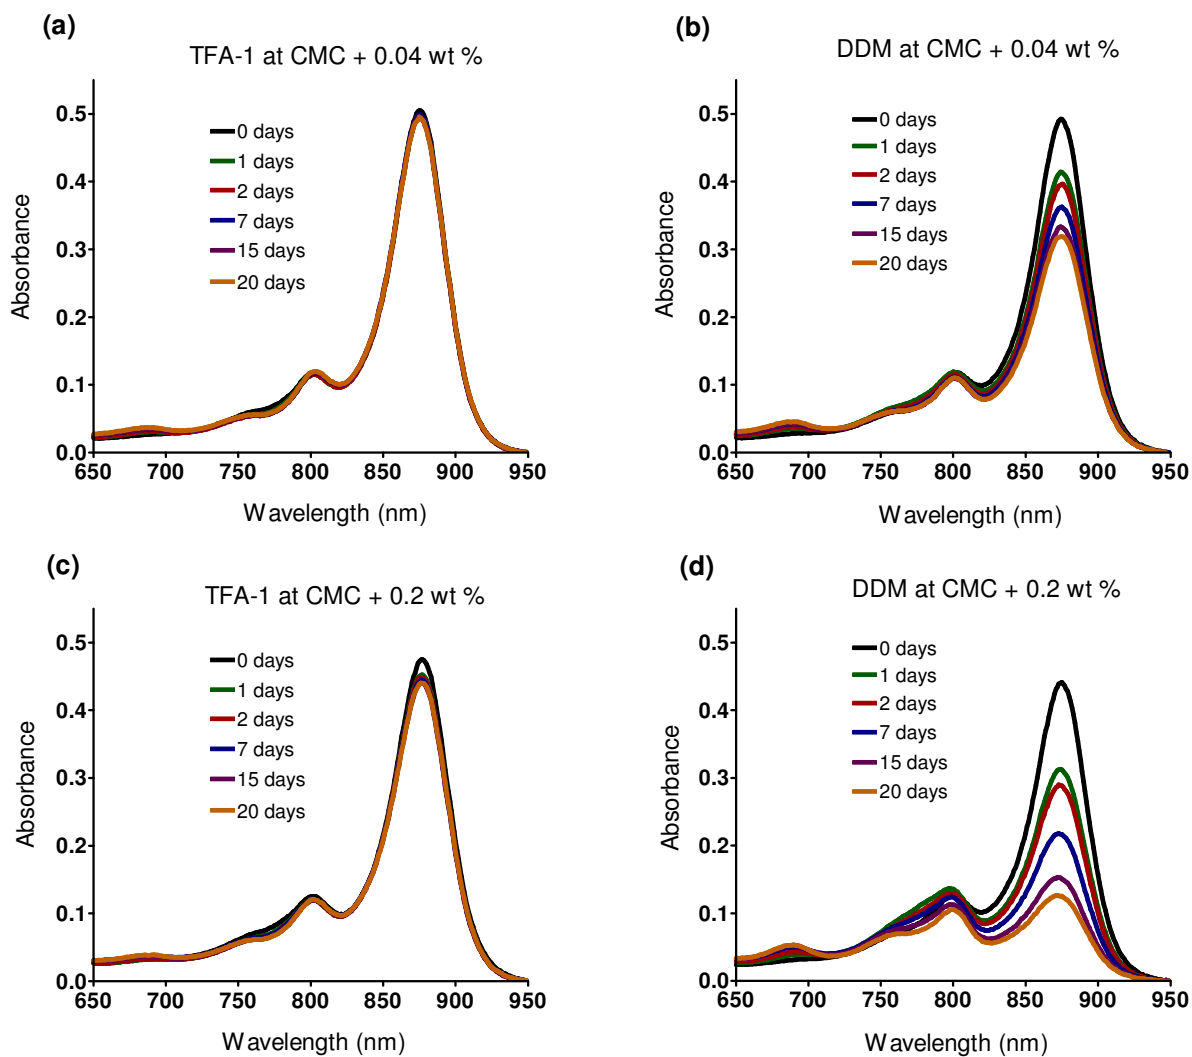 (a)
TFA-1 at CMC + 0.04 wt %
0.5
0.4
0.3
0.2
0.1
0.0
Absorbance
0 days
1 days
2 days
7 days
15 days
20 days
650 700 750 800 850 900 950
Wavelength (nm)
(b)
DDM at CMC + 0.04 wt %
0.5
0.4
0.3
0.2
0.1
0.0
Absorbance
0 days
1 days
2 days
7 days
15 days
20 days
650 700 750 800 850 900 950
Wavelength (nm)
(c)
TFA-1 at CMC + 0.2 wt %
0.5
0.4
0.3
0.2
0.1
0.0
Absorbance
0 days
1 days
2 days
7 days
15 days
20 days
650 700 750 800 850 900 950
Wavelength (nm)
(d)
DDM at CMC + 0.2 wt %
0.5
0.4
0.3
0.2
0.1
0.0
Absorbance
0 days
1 days
2 days
7 days
15 days
20 days
650 700 750 800 850 900 950
Wavelength (nm)